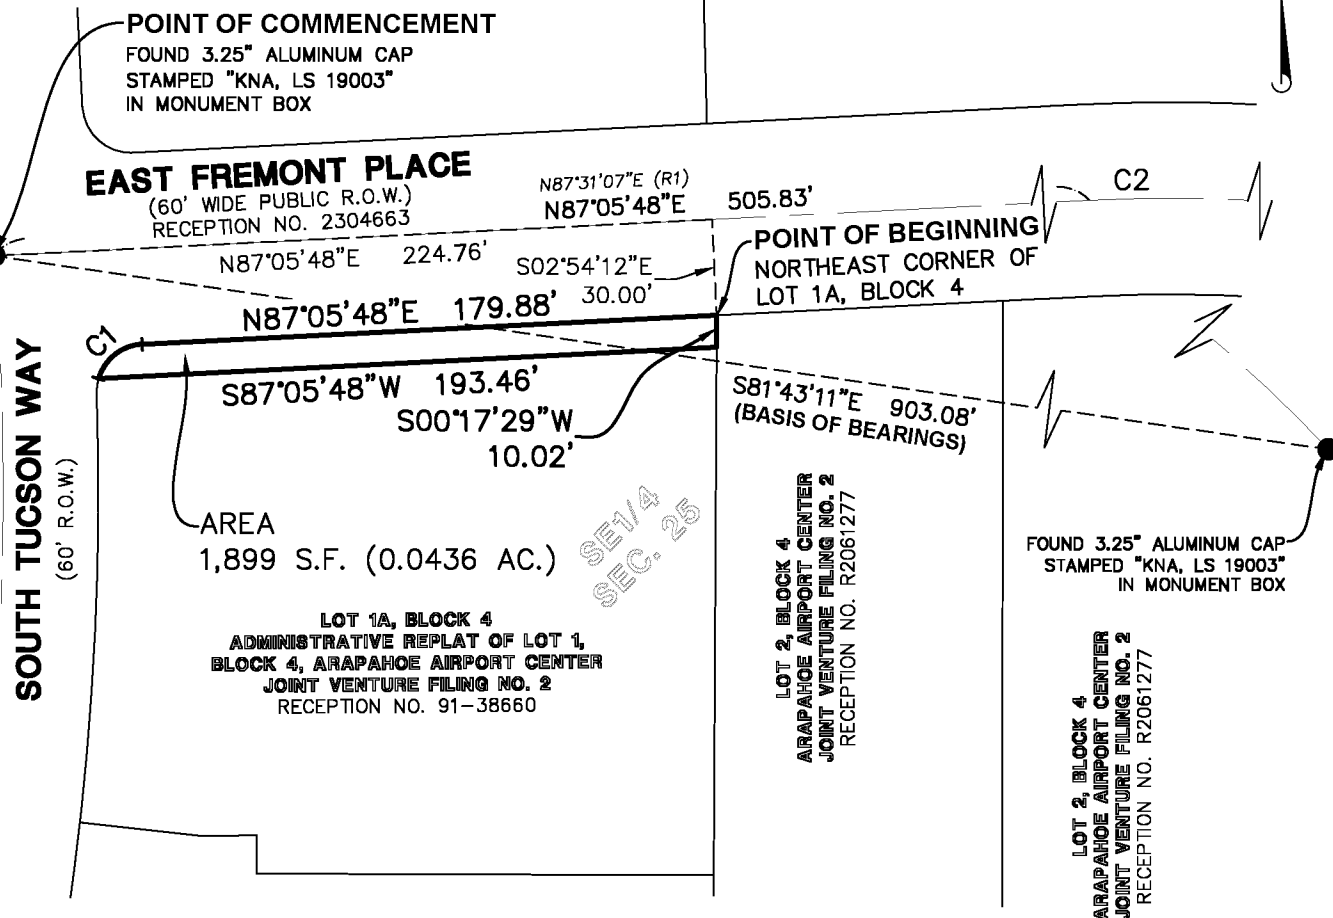 POINT OF COMMENCEMENT
FOUND 3.25" ALUMINUM CAP
STAMPED "KNA, LS 19003"
IN MONUMENT BOX
EAST FREMONT PLACE
(60' WIDE PUBLIC R.O.W.)
RECEPTION NO. 2304663
N87°31'07"E (R1)
N87°05'48"E 505.83'
C2
N87°05'48"E 224.76'
S02°54'12"E
30.00'
POINT OF BEGINNING
NORTHEAST CORNER OF
LOT 1A, BLOCK 4
N87°05'48"E 179.88'
C1
S87°05'48"W 193.46'
S00°17'29"W
10.02'
S81°43'11"E 903.08'
(BASIS OF BEARINGS)
SOUTH TUCSON WAY
(60' R.O.W.)
AREA
1,899 S.F. (0.0436 AC.)
SE1/4
SEC. 25
LOT 1A, BLOCK 4
ADMINISTRATIVE REPLAT OF LOT 1,
BLOCK 4, ARAPAHOE AIRPORT CENTER
JOINT VENTURE FILING NO. 2
RECEPTION NO. 91-38660
LOT 2, BLOCK 4
ARAPAHOE AIRPORT CENTER
JOINT VENTURE FILING NO. 2
RECEPTION NO. R2061277
FOUND 3.25" ALUMINUM CAP
STAMPED "KNA, LS 19003"
IN MONUMENT BOX
LOT 2, BLOCK 4
ARAPAHOE AIRPORT CENTER
JOINT VENTURE FILING NO. 2
RECEPTION NO. R2061277